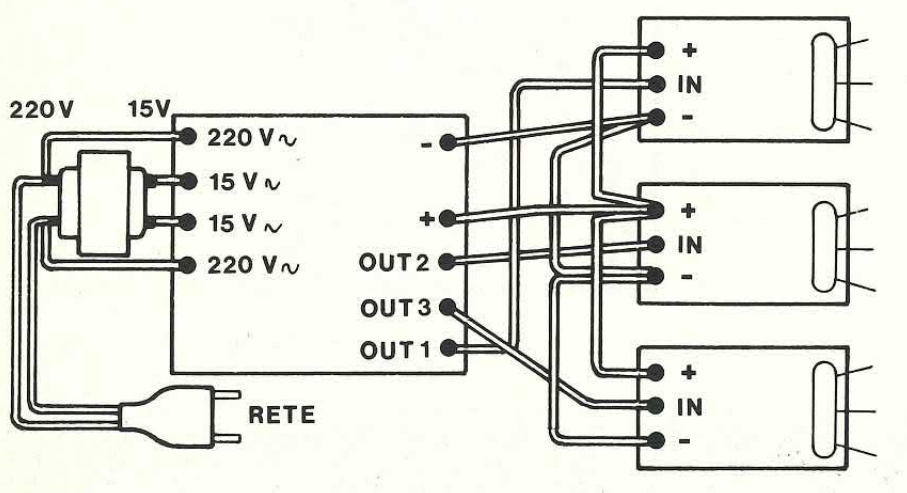 220V 15V
220 V~
15 V~
15 V~
220 V~
-
+
OUT 2
OUT 3
OUT 1
RETE
+
IN
-
+
IN
-
+
IN
-